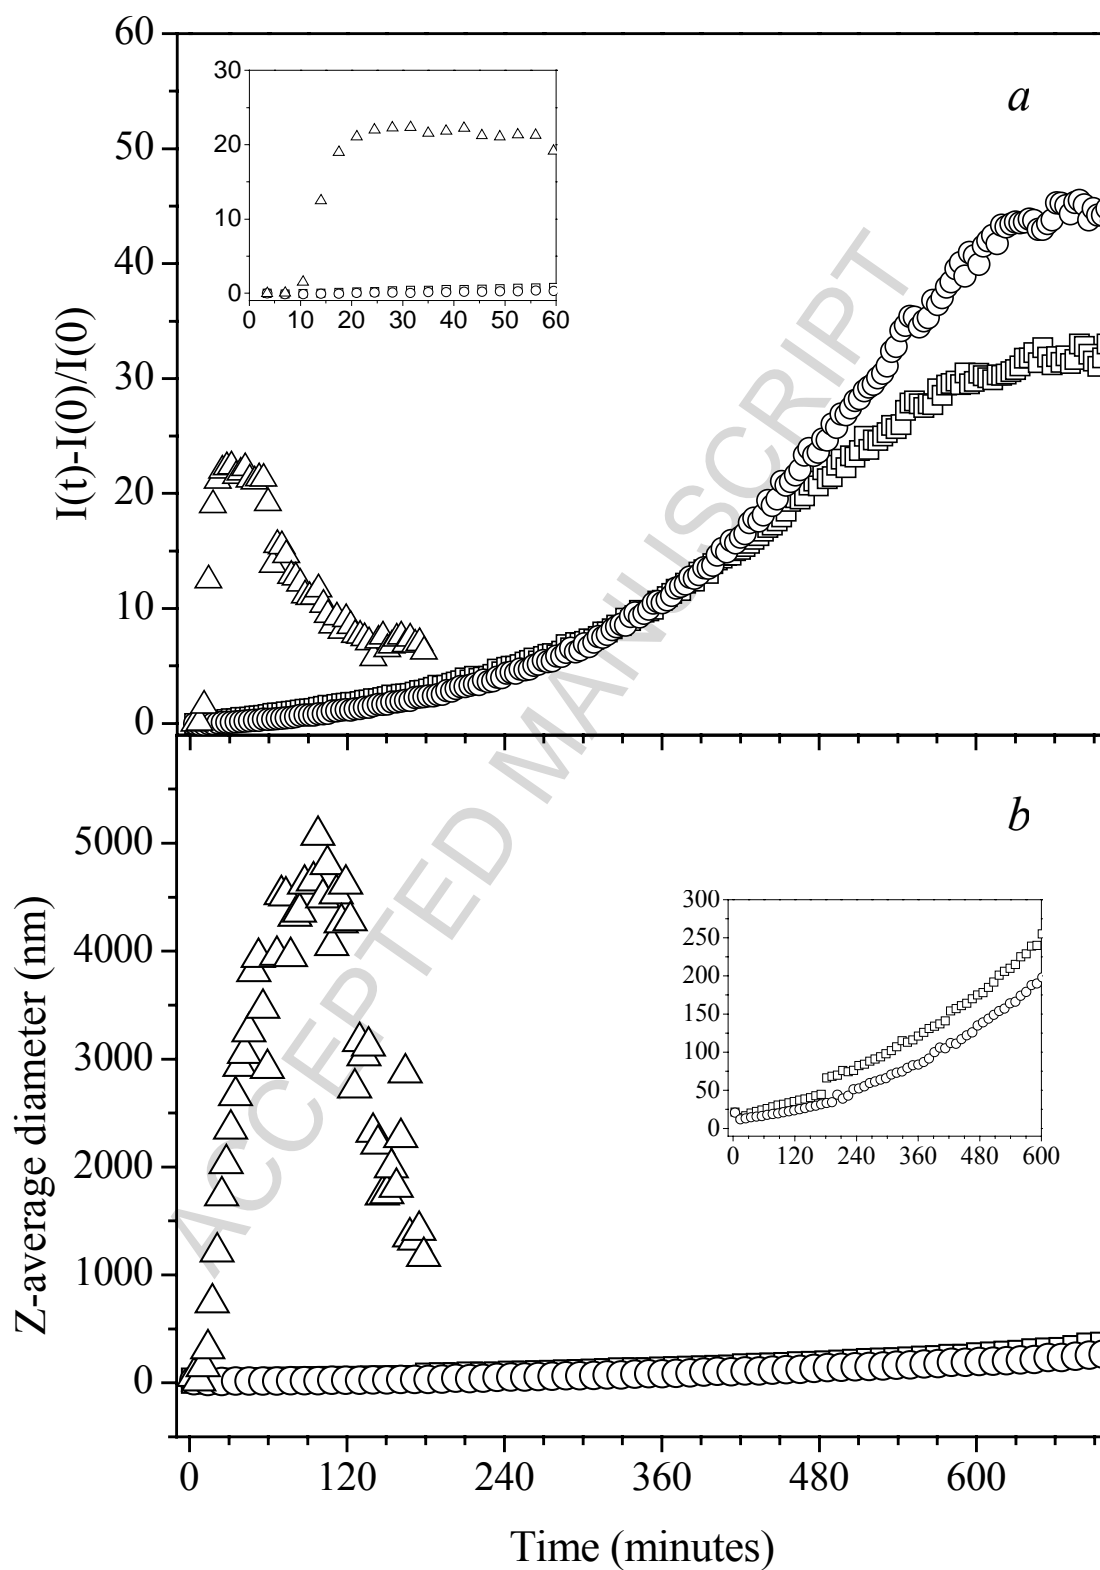 60
50
40
30
20
10
0
I(t)-I(0)/I(0)
a
30
20
10
0
0 10 20 30 40 50 60
ACCEPTED MANUSCRIPT
b
5000
4000
3000
2000
1000
0
Z-average diameter (nm)
300
250
200
150
100
50
0
0 120 240 360 480 600
0 120 240 360 480 600
Time (minutes)